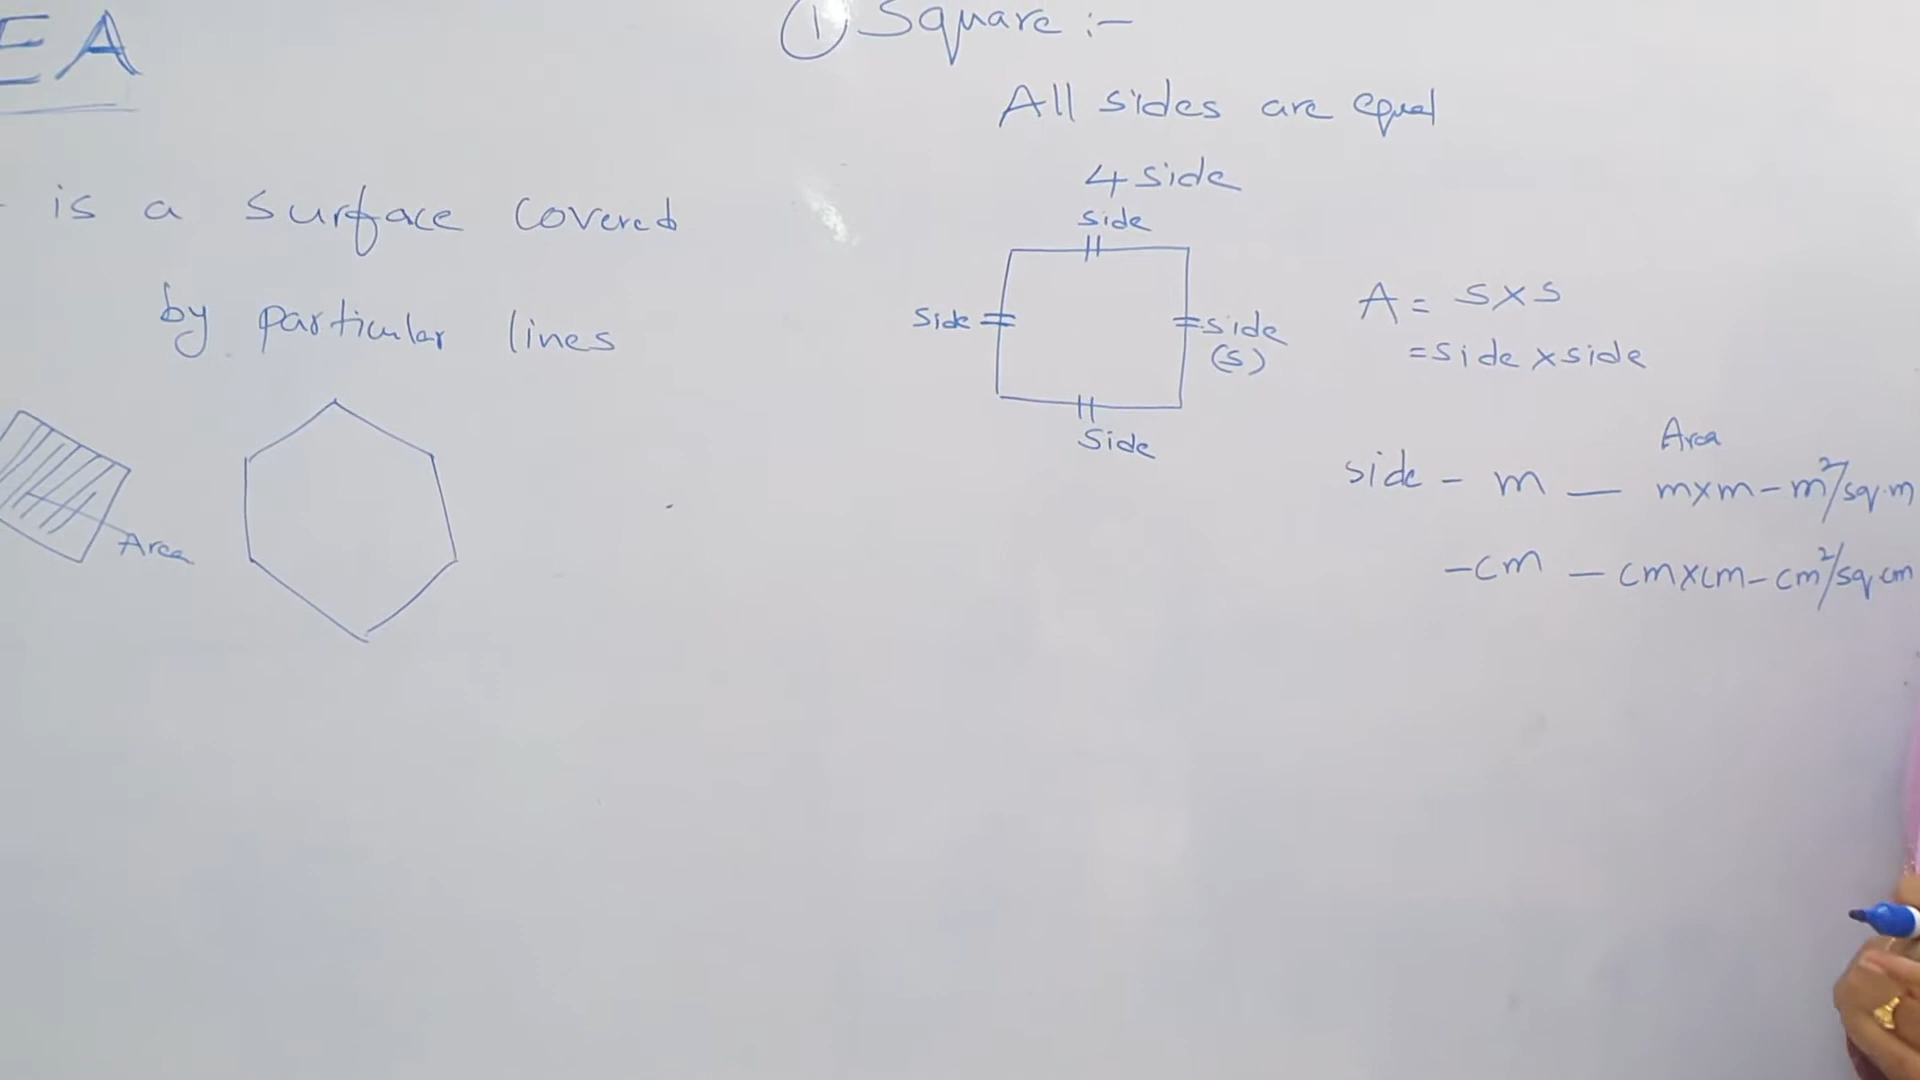 EA
is a surface covered
by particular lines
Area
① Square :-
All sides are equal
4 side
side
side
side
(s)
Side
A = s×s
= side × side
Area
side - m — m×m - m²/sq.m
- cm — cm×cm - cm²/sq cm